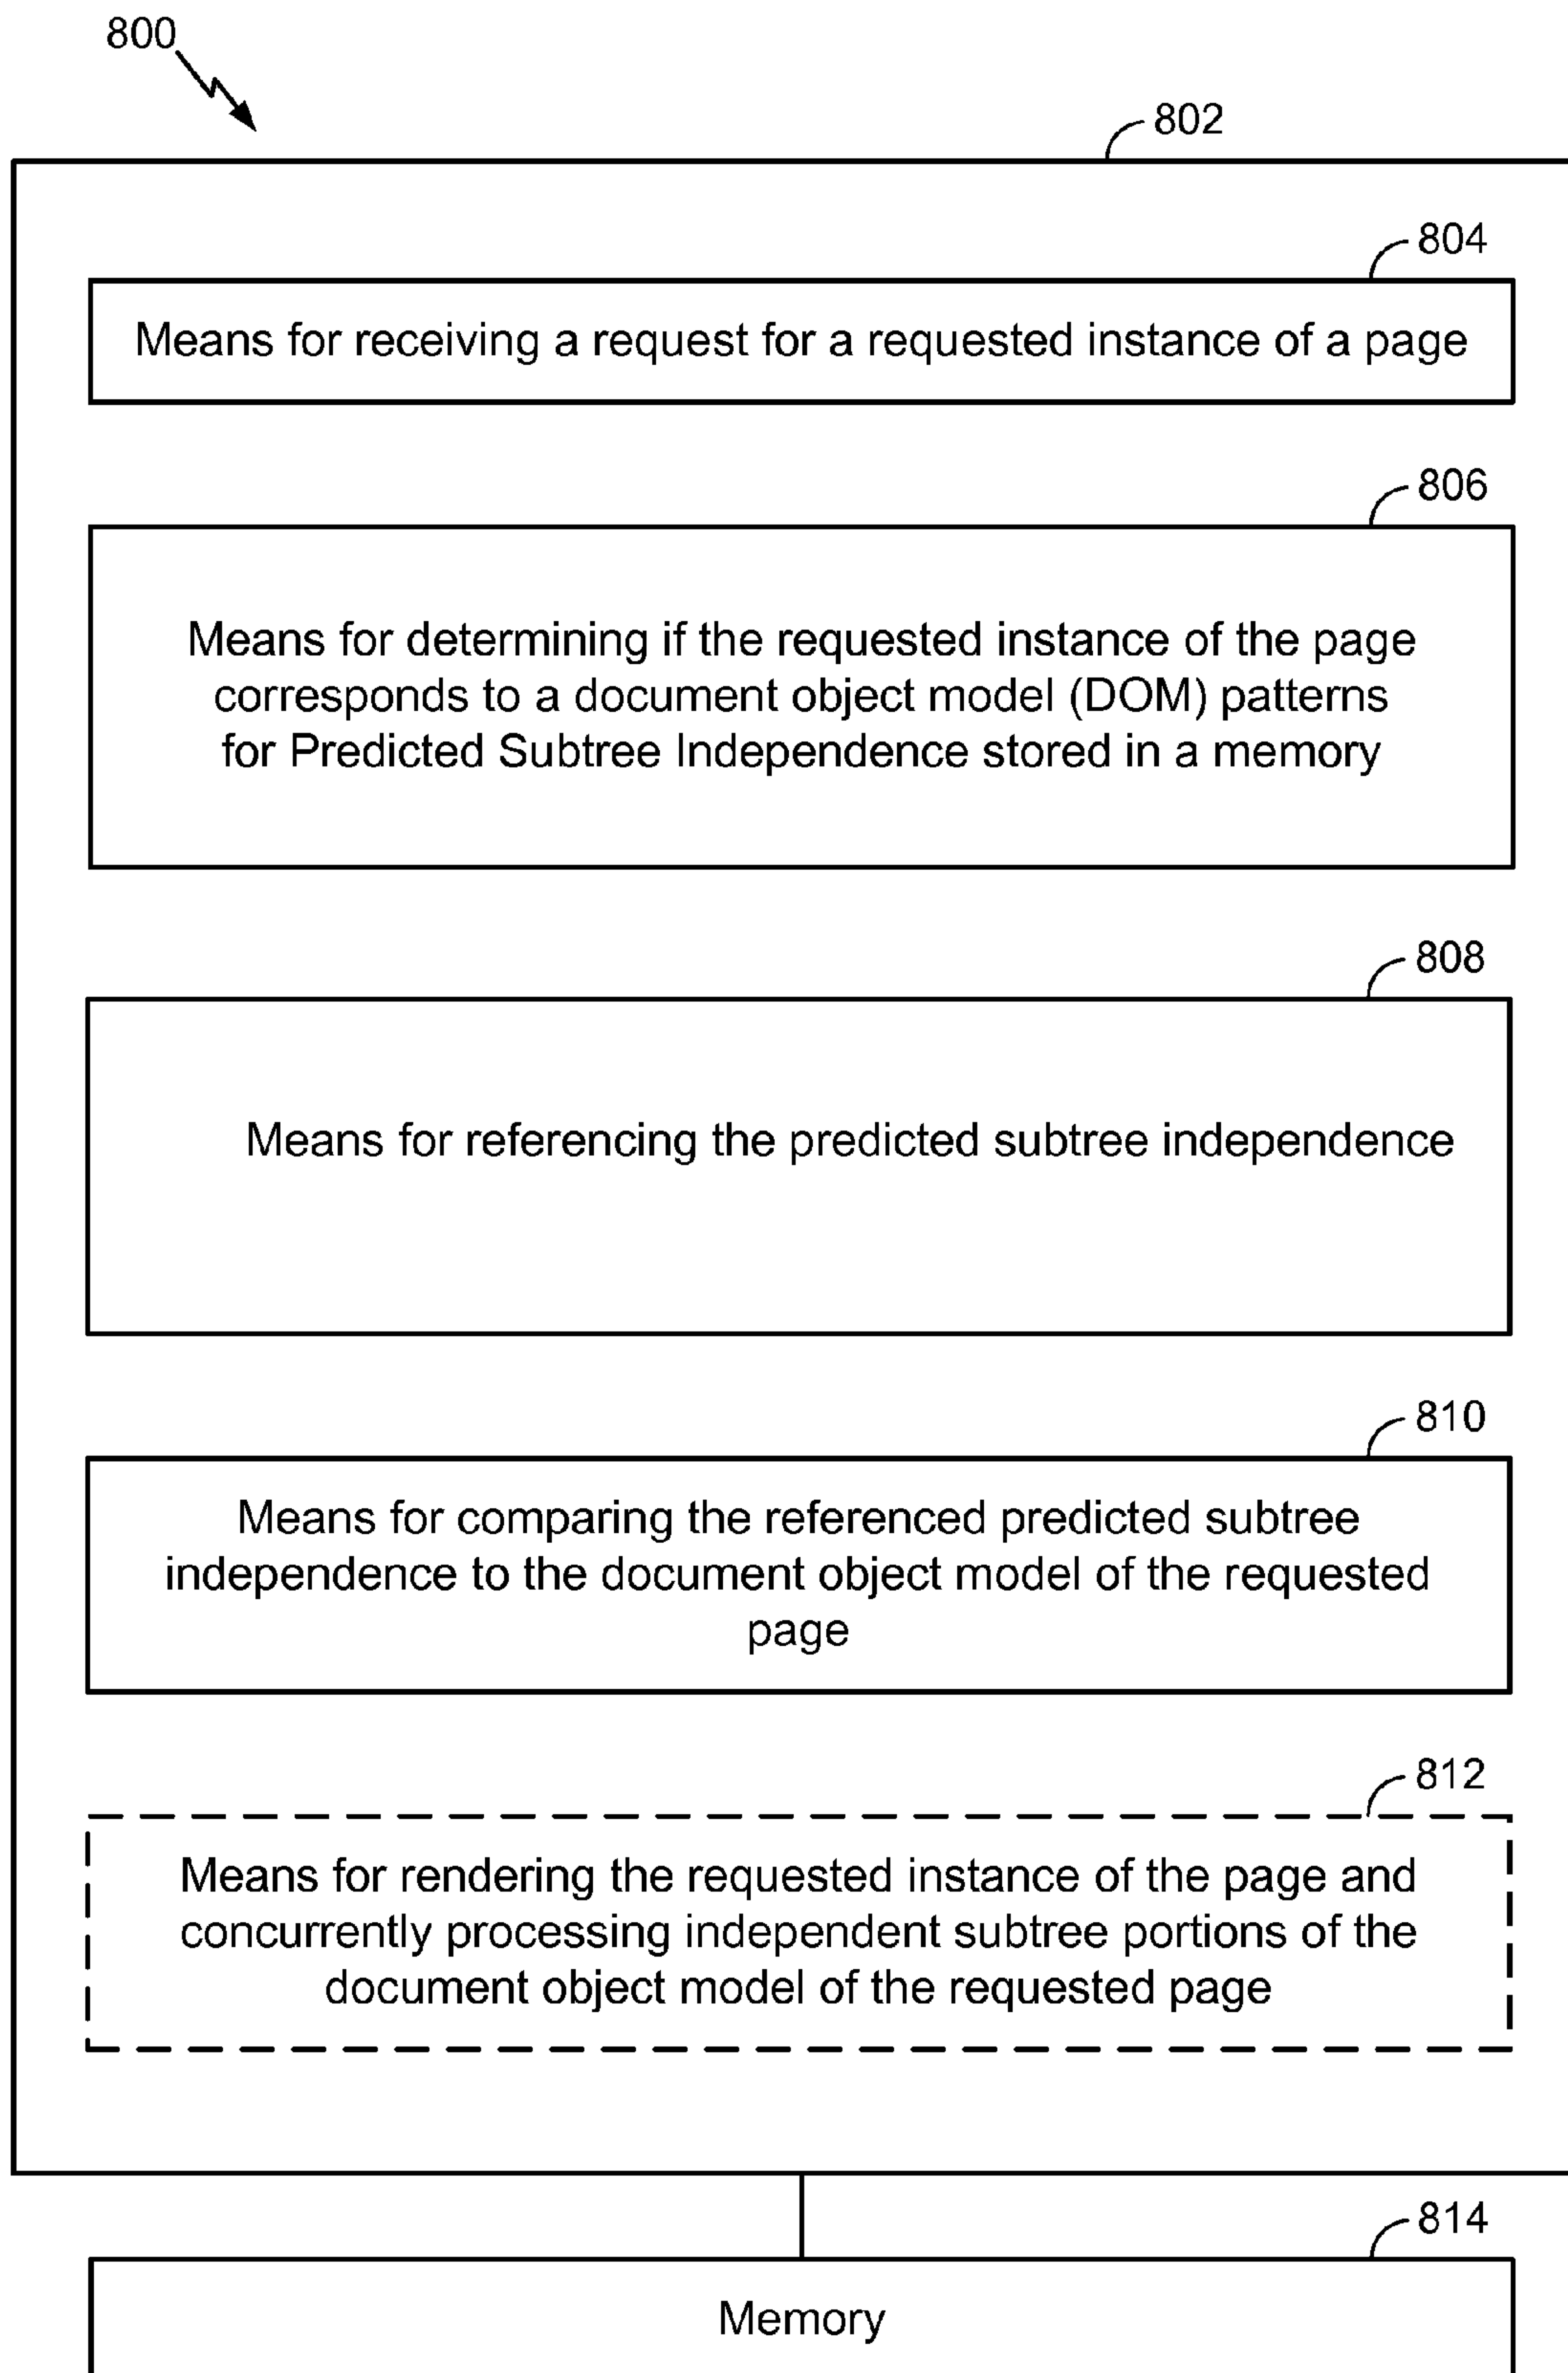 800
802
804
Means for receiving a request for a requested instance of a page
806
Means for determining if the requested instance of the page
corresponds to a document object model (DOM) patterns
for Predicted Subtree Independence stored in a memory
808
Means for referencing the predicted subtree independence
810
Means for comparing the referenced predicted subtree
independence to the document object model of the requested
page
812
Means for rendering the requested instance of the page and
concurrently processing independent subtree portions of the
document object model of the requested page
814
Memory